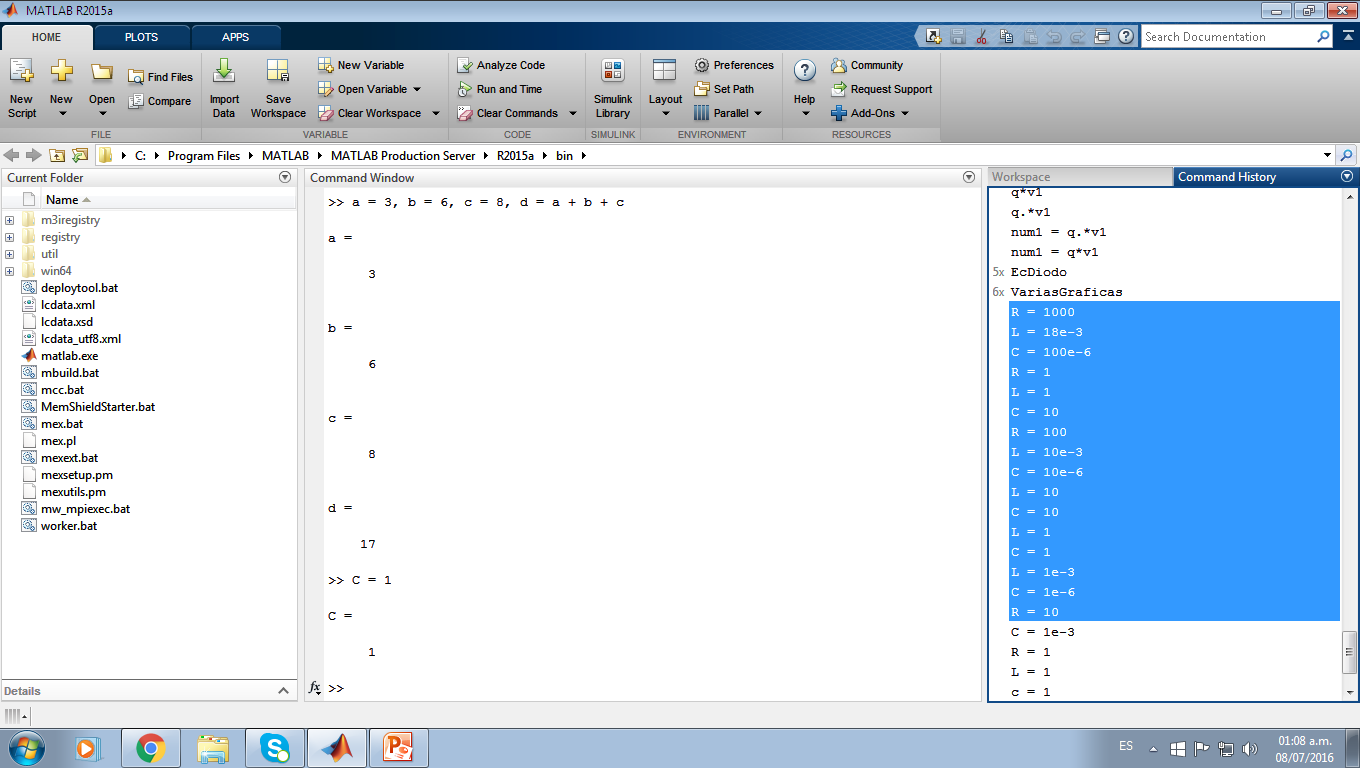 MATLAB R2015a
HOME PLOTS APPS
Search Documentation
New Script
New
Open
Find Files
Compare
FILE
Import Data
Save Workspace
New Variable
Open Variable
Clear Workspace
VARIABLE
Analyze Code
Run and Time
Clear Commands
CODE
Simulink Library
SIMULINK
Layout
Preferences
Set Path
Parallel
ENVIRONMENT
Help
Community
Request Support
Add-Ons
RESOURCES
C: Program Files MATLAB MATLAB Production Server R2015a bin
Current Folder
Name
m3iregistry
registry
util
win64
deploytool.bat
lcdata.xml
lcdata.xsd
lcdata_utf8.xml
matlab.exe
mbuild.bat
mcc.bat
MemShieldStarter.bat
mex.bat
mex.pl
mexext.bat
mexsetup.pm
mexutils.pm
mw_mpiexec.bat
worker.bat
Details
Command Window
>> a = 3, b = 6, c = 8, d = a + b + c
a =
3
b =
6
c =
8
d =
17
>> C = 1
C =
1
fx >>
Workspace
Command History
q*v1
q.*v1
num1 = q.*v1
num1 = q*v1
5x EcDiodo
6x VariasGraficas
R = 1000
L = 18e-3
C = 100e-6
R = 1
L = 1
C = 10
R = 100
L = 10e-3
C = 10e-6
L = 10
C = 10
L = 1
C = 1
L = 1e-3
C = 1e-6
R = 10
C = 1e-3
R = 1
L = 1
c = 1
ES
01:08 a.m.
08/07/2016